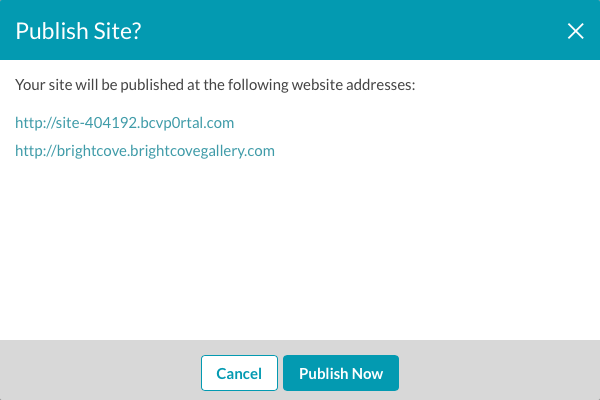 Publish Site?
Your site will be published at the following website addresses:
http://site-404192.bcvp0rtal.com
http://brightcove.brightcovegallery.com
Cancel
Publish Now